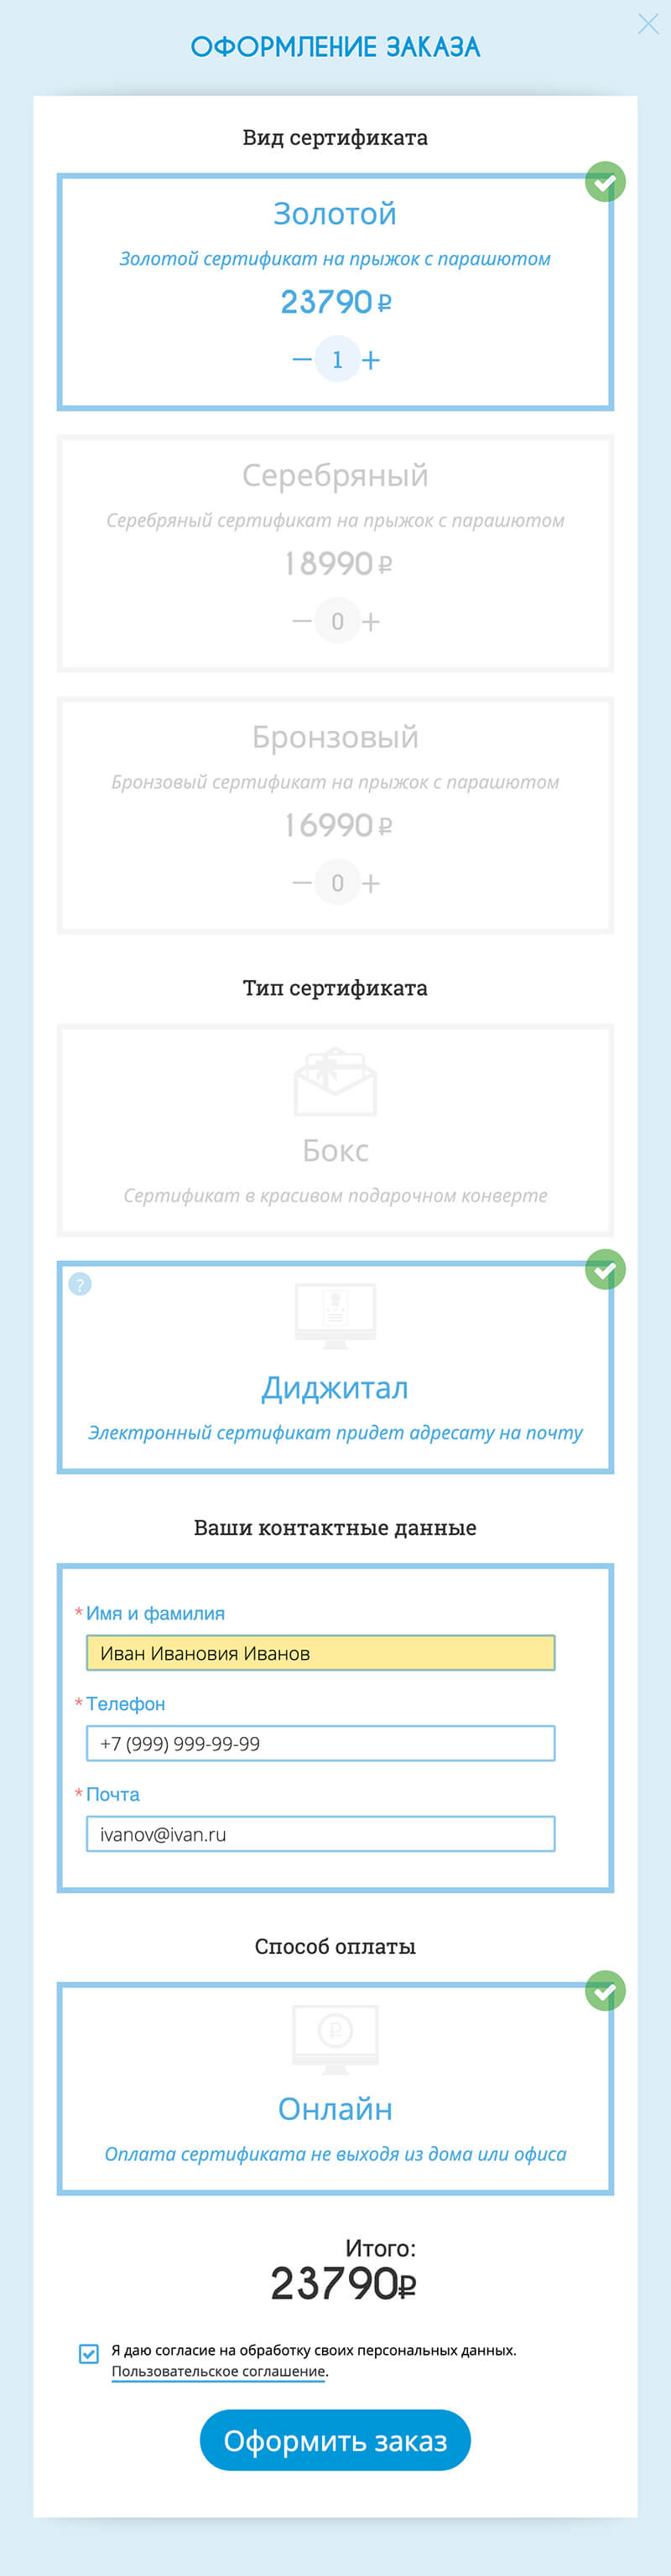 ОФОРМЛЕНИЕ ЗАКАЗА
Вид сертификата
Золотой
Золотой сертификат на прыжок с парашютом
23790 ₽
— 1 +
Серебряный
Серебряный сертификат на прыжок с парашютом
18990 ₽
— 0 +
Бронзовый
Бронзовый сертификат на прыжок с парашютом
16990 ₽
— 0 +
Тип сертификата
Бокс
Сертификат в красивом подарочном конверте
?
Диджитал
Электронный сертификат придет адресату на почту
Ваши контактные данные
* Имя и фамилия
Иван Ивановия Иванов
* Телефон
+7 (999) 999-99-99
* Почта
ivanov@ivan.ru
Способ оплаты
₽
Онлайн
Оплата сертификата не выходя из дома или офиса
Итого:
23790₽
Я даю согласие на обработку своих персональных данных.
Пользовательское соглашение.
Оформить заказ